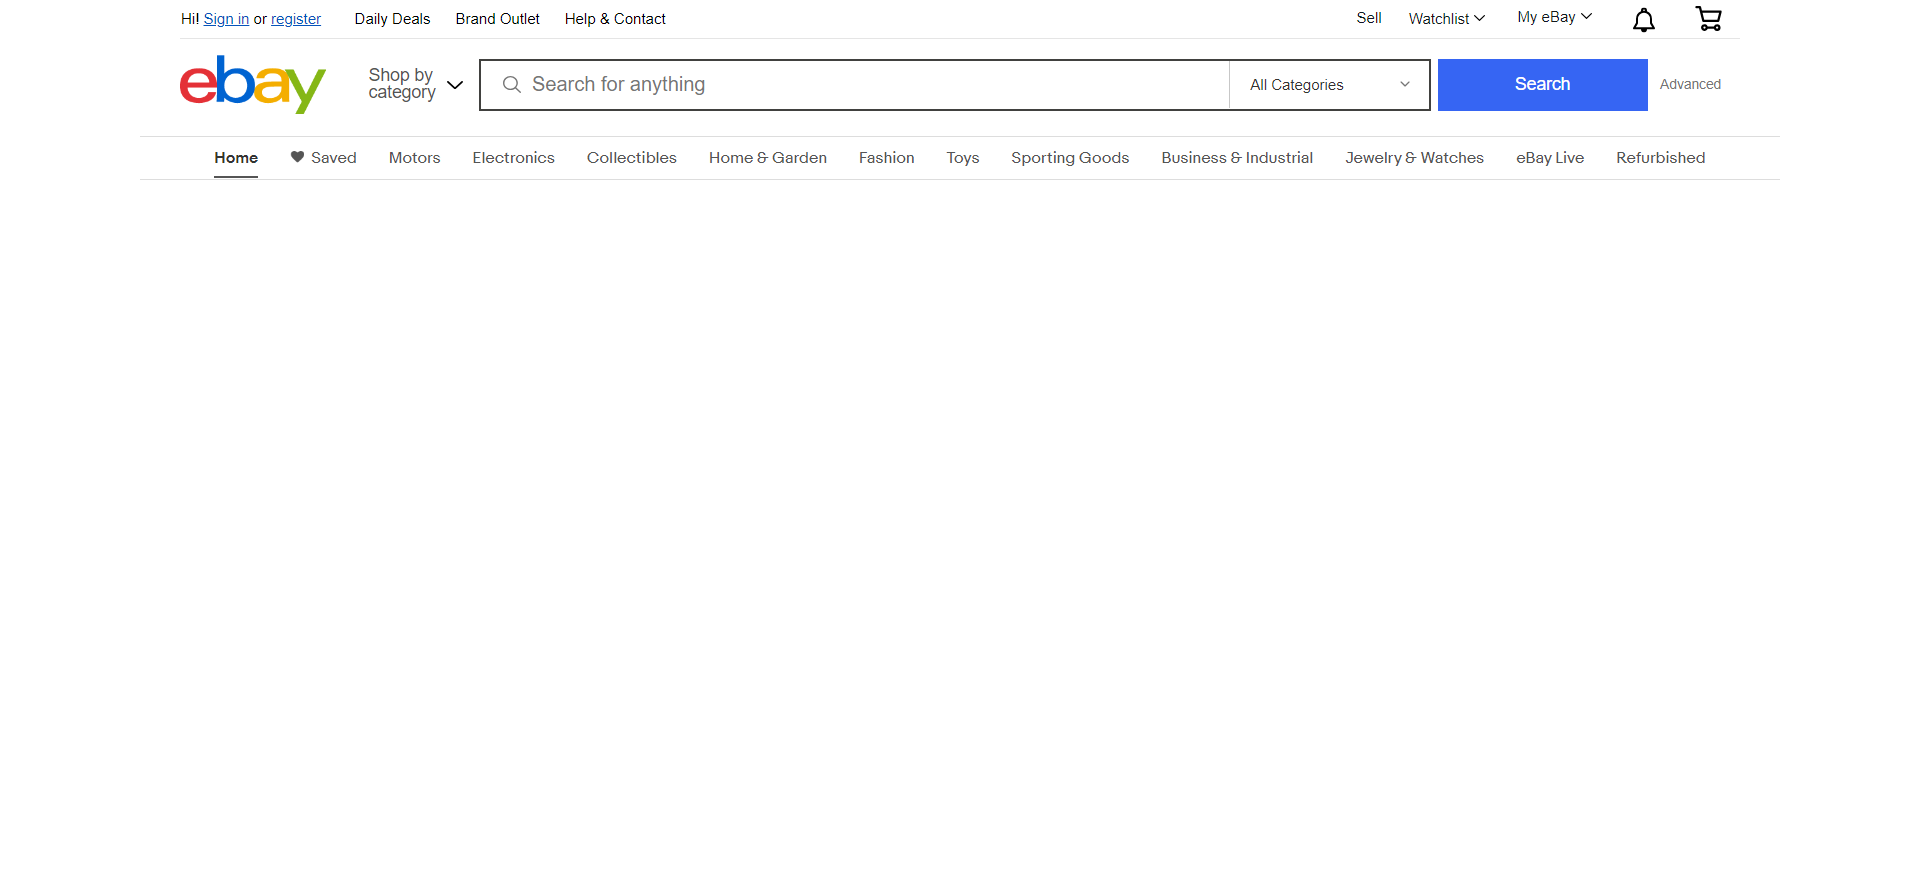 Hi! Sign in or register Daily Deals Brand Outlet Help & Contact Sell Watchlist My eBay
ebay Shop by category Search for anything All Categories Search Advanced
Home Saved Motors Electronics Collectibles Home & Garden Fashion Toys Sporting Goods Business & Industrial Jewelry & Watches eBay Live Refurbished